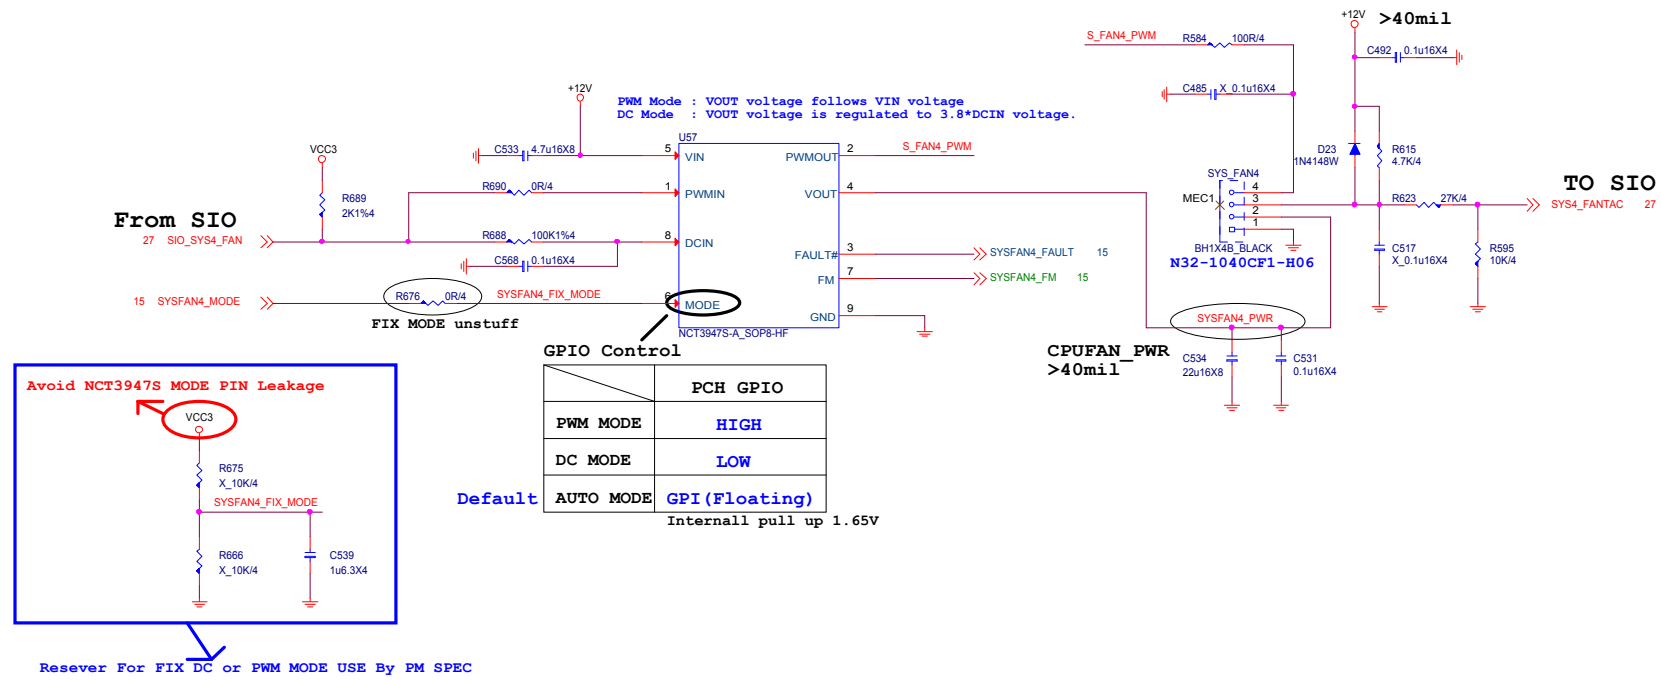 +12V
>40mil
S_FAN4_PWM
R584
100R/4
C492
0.1u16X4
+12V
C485
X_0.1u16X4
PWM Mode : VOUT voltage follows VIN voltage
DC Mode  : VOUT voltage is regulated to 3.8*DCIN voltage.
U57
VCC3
C533
4.7u16X8
5
VIN
PWMOUT
2
S_FAN4_PWM
D23
1N4148W
R615
4.7K/4
R690
0R/4
1
PWMIN
VOUT
4
SYS_FAN4
MEC1
4
3
2
1
R689
2K1%4
R623
27K/4
TO SIO
SYS4_FANTAC
27
From SIO
27
SIO_SYS4_FAN
R688
100K1%4
8
DCIN
C568
0.1u16X4
FAULT#
3
SYSFAN4_FAULT
15
BH1X4B_BLACK
N32-1040CF1-H06
C517
X_0.1u16X4
R595
10K/4
FM
7
SYSFAN4_FM
15
15
SYSFAN4_MODE
R676
0R/4
SYSFAN4_FIX_MODE
6
MODE
GND
9
FIX MODE unstuff
NCT3947S-A_SOP8-HF
SYSFAN4_PWR
GPIO Control
CPUFAN_PWR
>40mil
C534
22u16X8
C531
0.1u16X4
PCH GPIO
PWM MODE
HIGH
DC MODE
LOW
Default
AUTO MODE
GPI(Floating)
Internall pull up 1.65V
Avoid NCT3947S MODE PIN Leakage
VCC3
R675
X_10K/4
SYSFAN4_FIX_MODE
R666
X_10K/4
C539
1u6.3X4
Resever For FIX DC or PWM MODE USE By PM SPEC